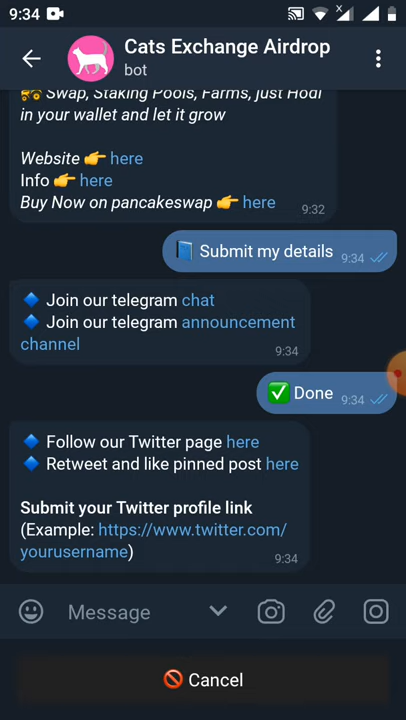 9:34
Cats Exchange Airdrop
bot
🚜 Swap, Staking Pools, Farms, just Hodl
in your wallet and let it grow
Website 👉 here
Info 👉 here
Buy Now on pancakeswap 👉 here
9:32
📘 Submit my details
9:34
🔷 Join our telegram chat
🔷 Join our telegram announcement
channel
9:34
✅ Done
9:34
🔷 Follow our Twitter page here
🔷 Retweet and like pinned post here
Submit your Twitter profile link
(Example: https://www.twitter.com/
yourusername)
9:34
Message
🚫 Cancel